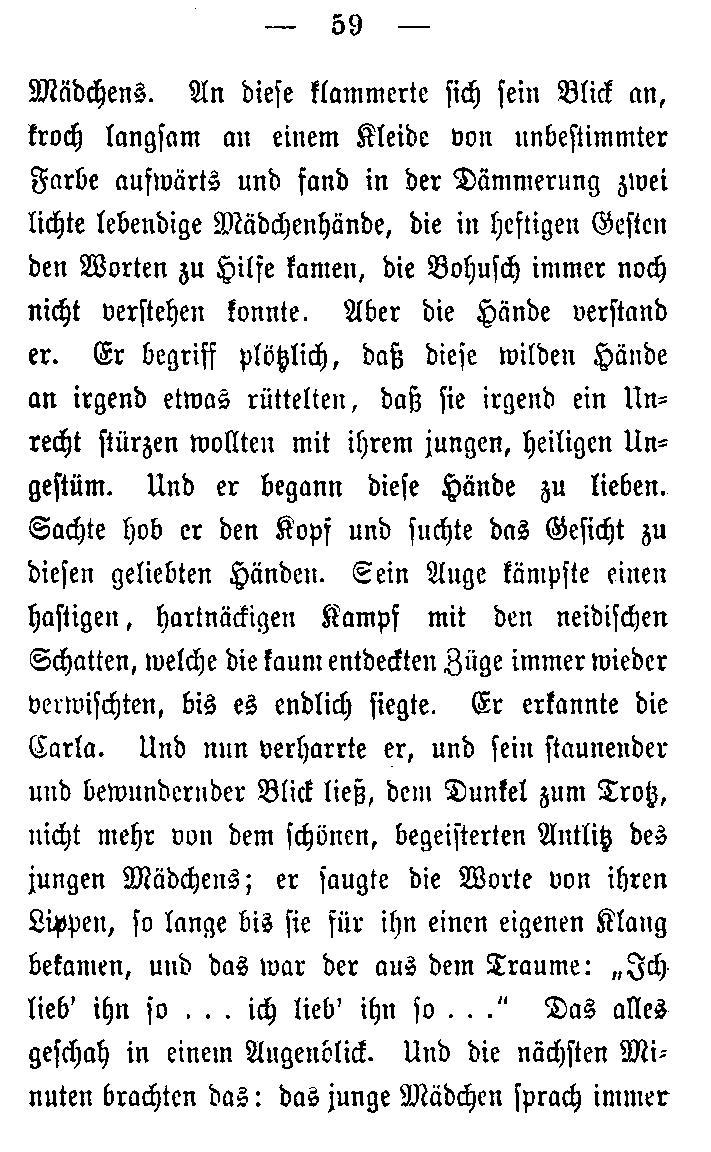 — 59 —
Mädchens. An diese klammerte sich sein Blick an,
kroch langsam an einem Kleide von unbestimmter
Farbe aufwärts und fand in der Dämmerung zwei
lichte lebendige Mädchenhände, die in heftigen Gesten
den Worten zu Hilfe kamen, die Bohusch immer noch
nicht verstehen konnte. Aber die Hände verstand
er. Er begriff plötzlich, daß diese wilden Hände
an irgend etwas rüttelten, daß sie irgend ein Un-
recht stürzen wollten mit ihrem jungen, heiligen Un-
gestüm. Und er begann diese Hände zu lieben.
Sachte hob er den Kopf und suchte das Gesicht zu
diesen geliebten Händen. Sein Auge kämpfte einen
hastigen, hartnäckigen Kampf mit den neidischen
Schatten, welche die kaum entdeckten Züge immer wieder
verwischten, bis es endlich siegte. Er erkannte die
Carla. Und nun verharrte er, und sein staunender
und bewundernder Blick ließ, dem Dunkel zum Trotz,
nicht mehr von dem schönen, begeisterten Antlitz des
jungen Mädchens; er saugte die Worte von ihren
Lippen, so lange bis sie für ihn einen eigenen Klang
bekamen, und das war der aus dem Traume: „Ich
lieb' ihn so . . . ich lieb' ihn so . . .“ Das alles
geschah in einem Augenblick. Und die nächsten Mi-
nuten brachten das: das junge Mädchen sprach immer